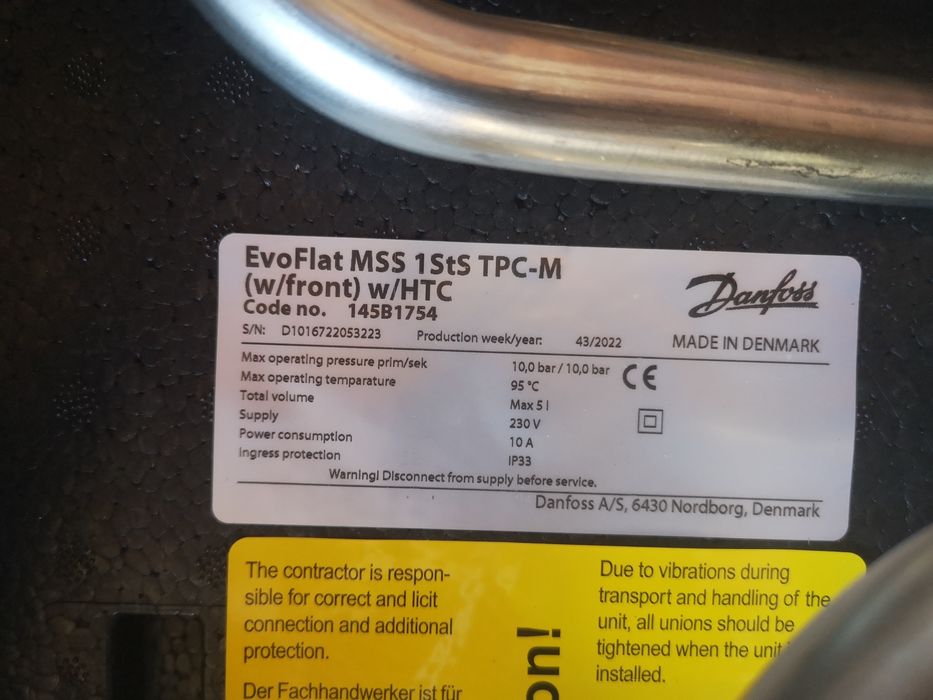 EvoFlat MSS 1StS TPC-M
(w/front) w/HTC
Code no. 145B1754
Danfoss
S/N: D1016722053223 Production week/year: 43/2022 MADE IN DENMARK
Max operating pressure prim/sek 10,0 bar / 10,0 bar CE
Max operating temparature 95 °C
Total volume Max 5 l
Supply 230 V
Power consumption 10 A
Ingress protection IP33
Warning! Disconnect from supply before service.
Danfoss A/S, 6430 Nordborg, Denmark
The contractor is respon-
sible for correct and licit
connection and additional
protection.
Der Fachhandwerker ist für
on!
Due to vibrations during
transport and handling of the
unit, all unions should be
tightened when the unit
installed.